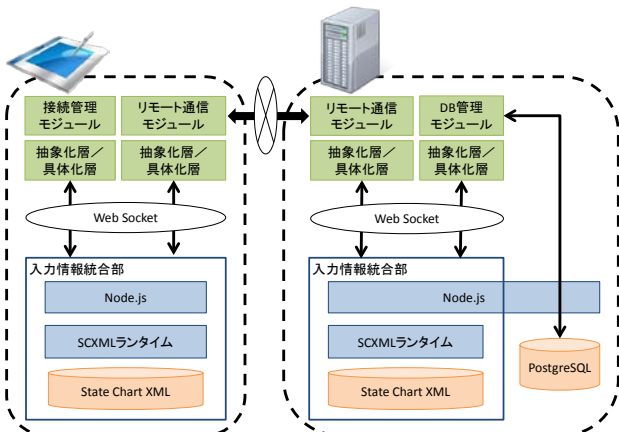 接続管理
モジュール
リモート通信
モジュール
抽象化層／
具体化層
抽象化層／
具体化層
Web Socket
入力情報統合部
Node.js
SCXMLランタイム
State Chart XML
リモート通信
モジュール
DB管理
モジュール
抽象化層／
具体化層
抽象化層／
具体化層
Web Socket
入力情報統合部
Node.js
SCXMLランタイム
State Chart XML
PostgreSQL